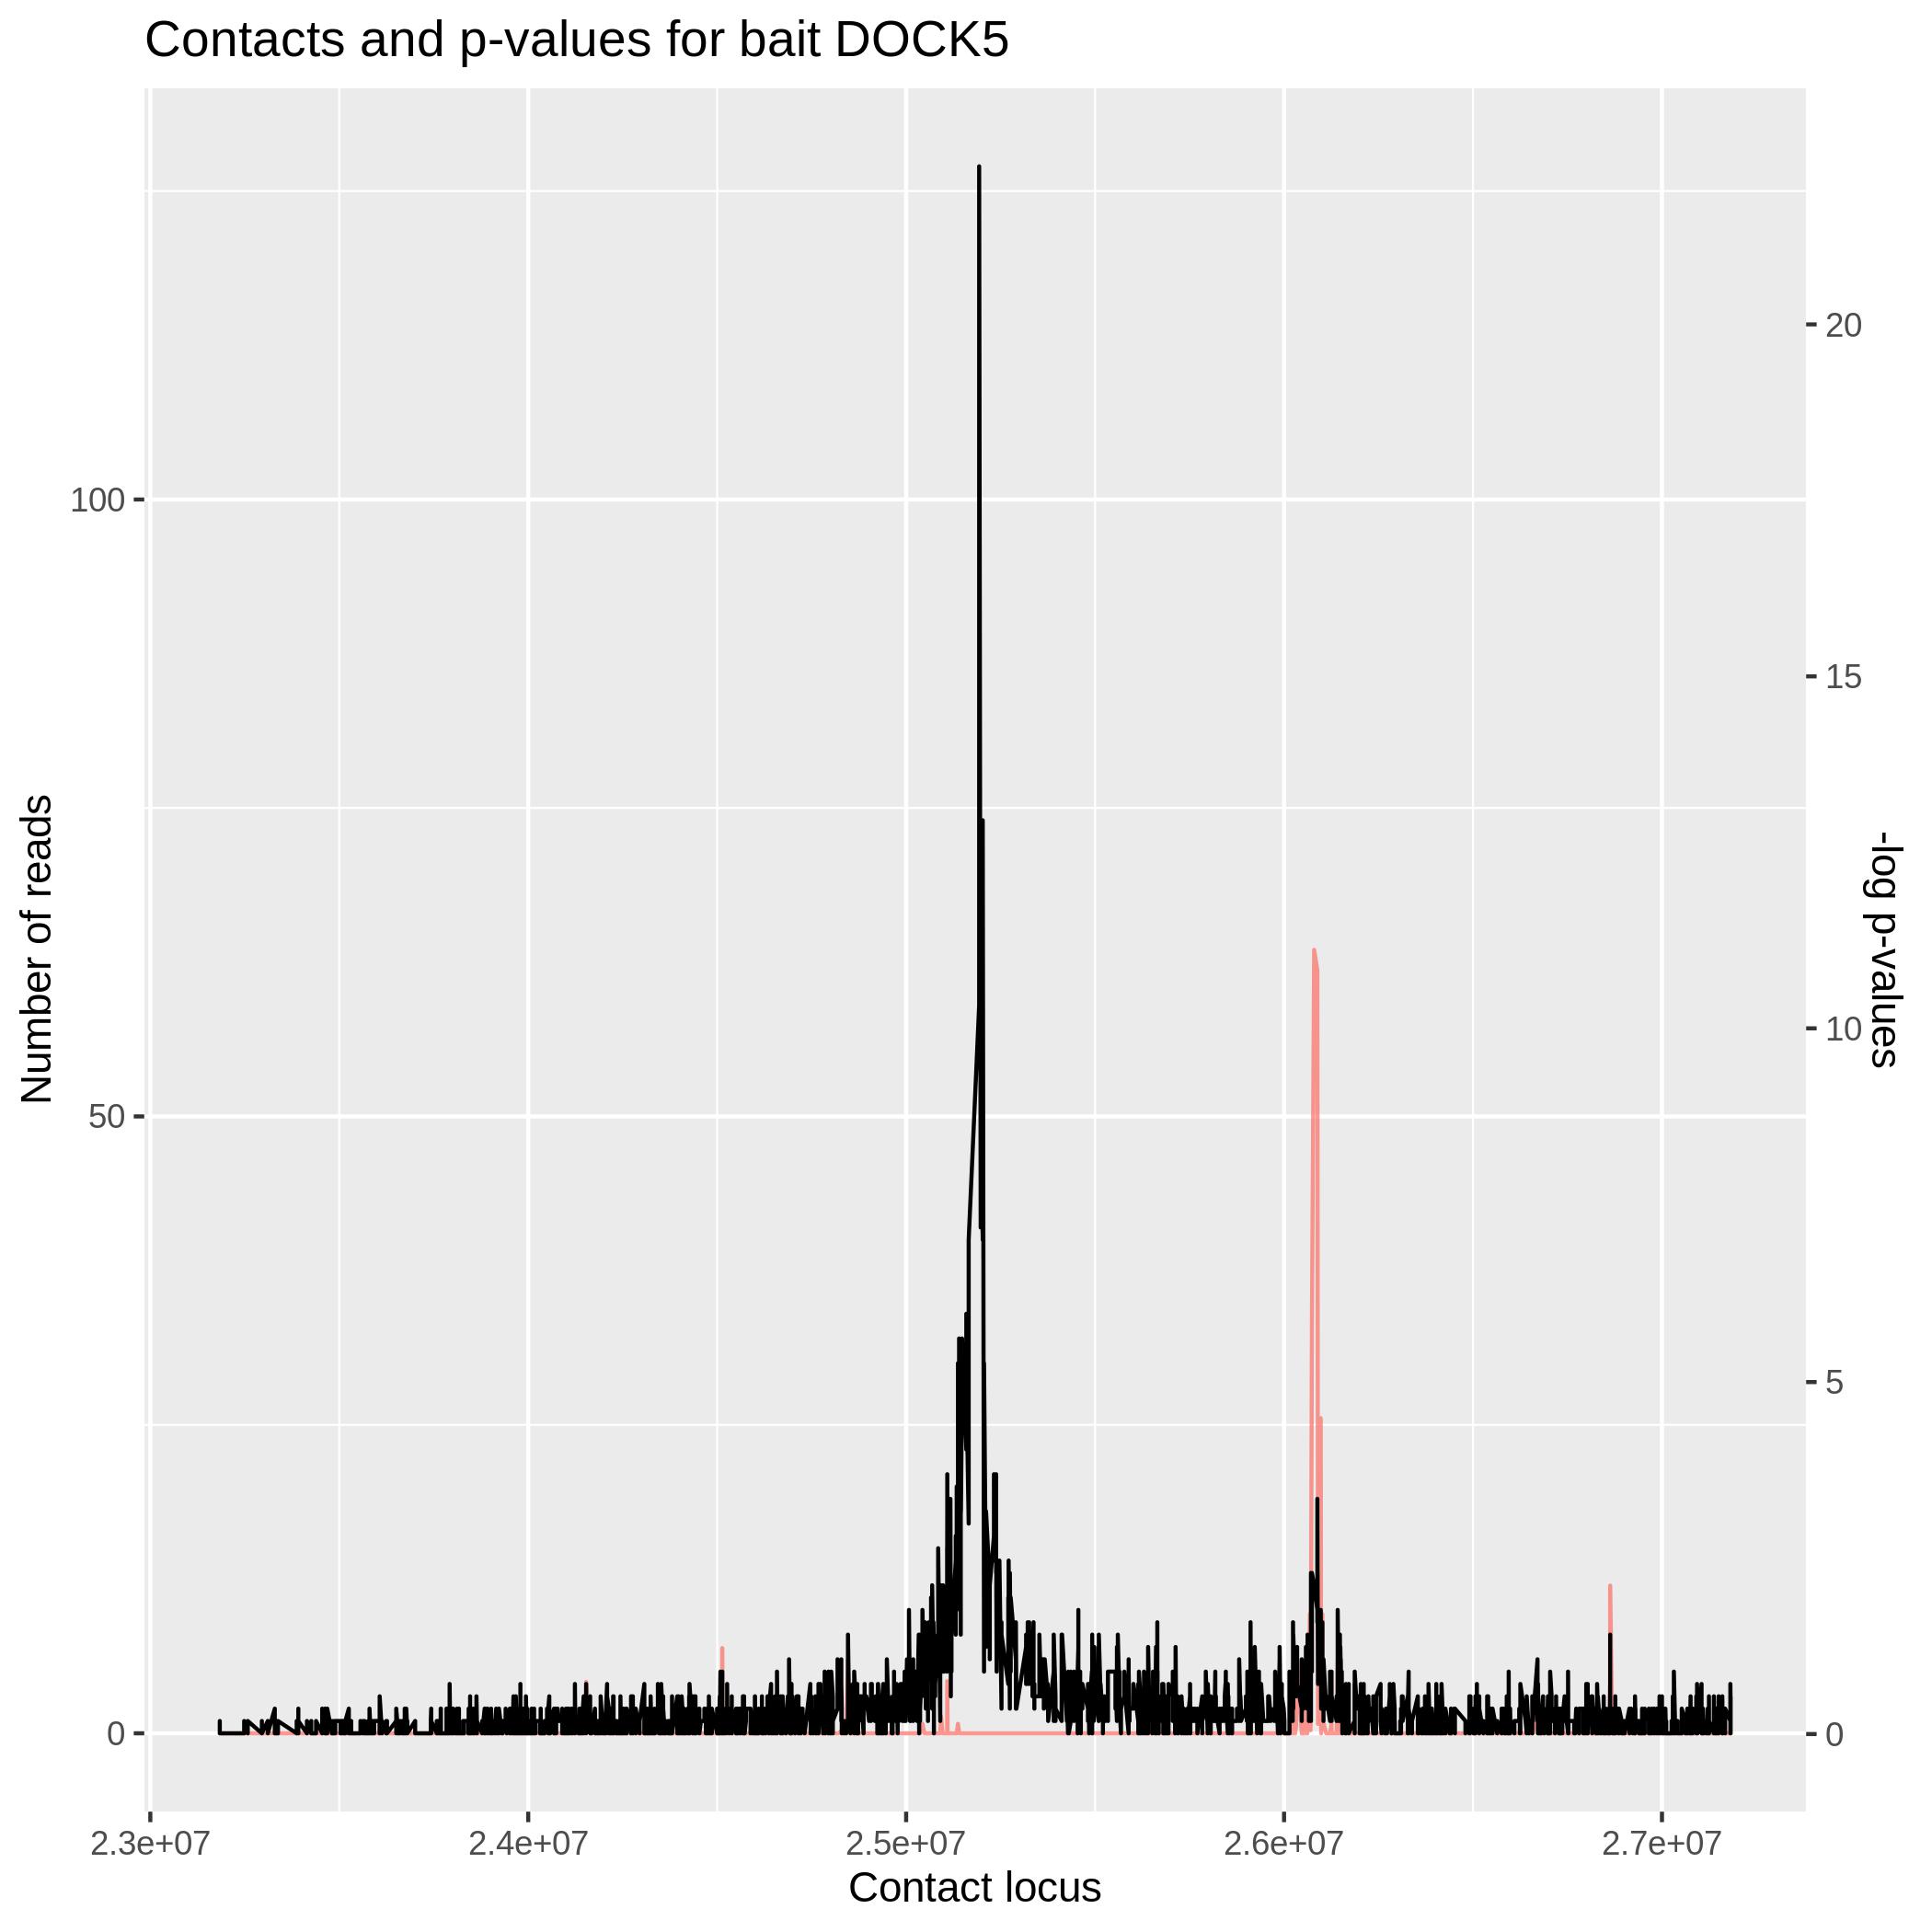 Contacts and p-values for bait DOCK5
Number of reads
100
50
0
20
15
10
5
0
-log p-values
2.3e+07 2.4e+07 2.5e+07 2.6e+07 2.7e+07
Contact locus